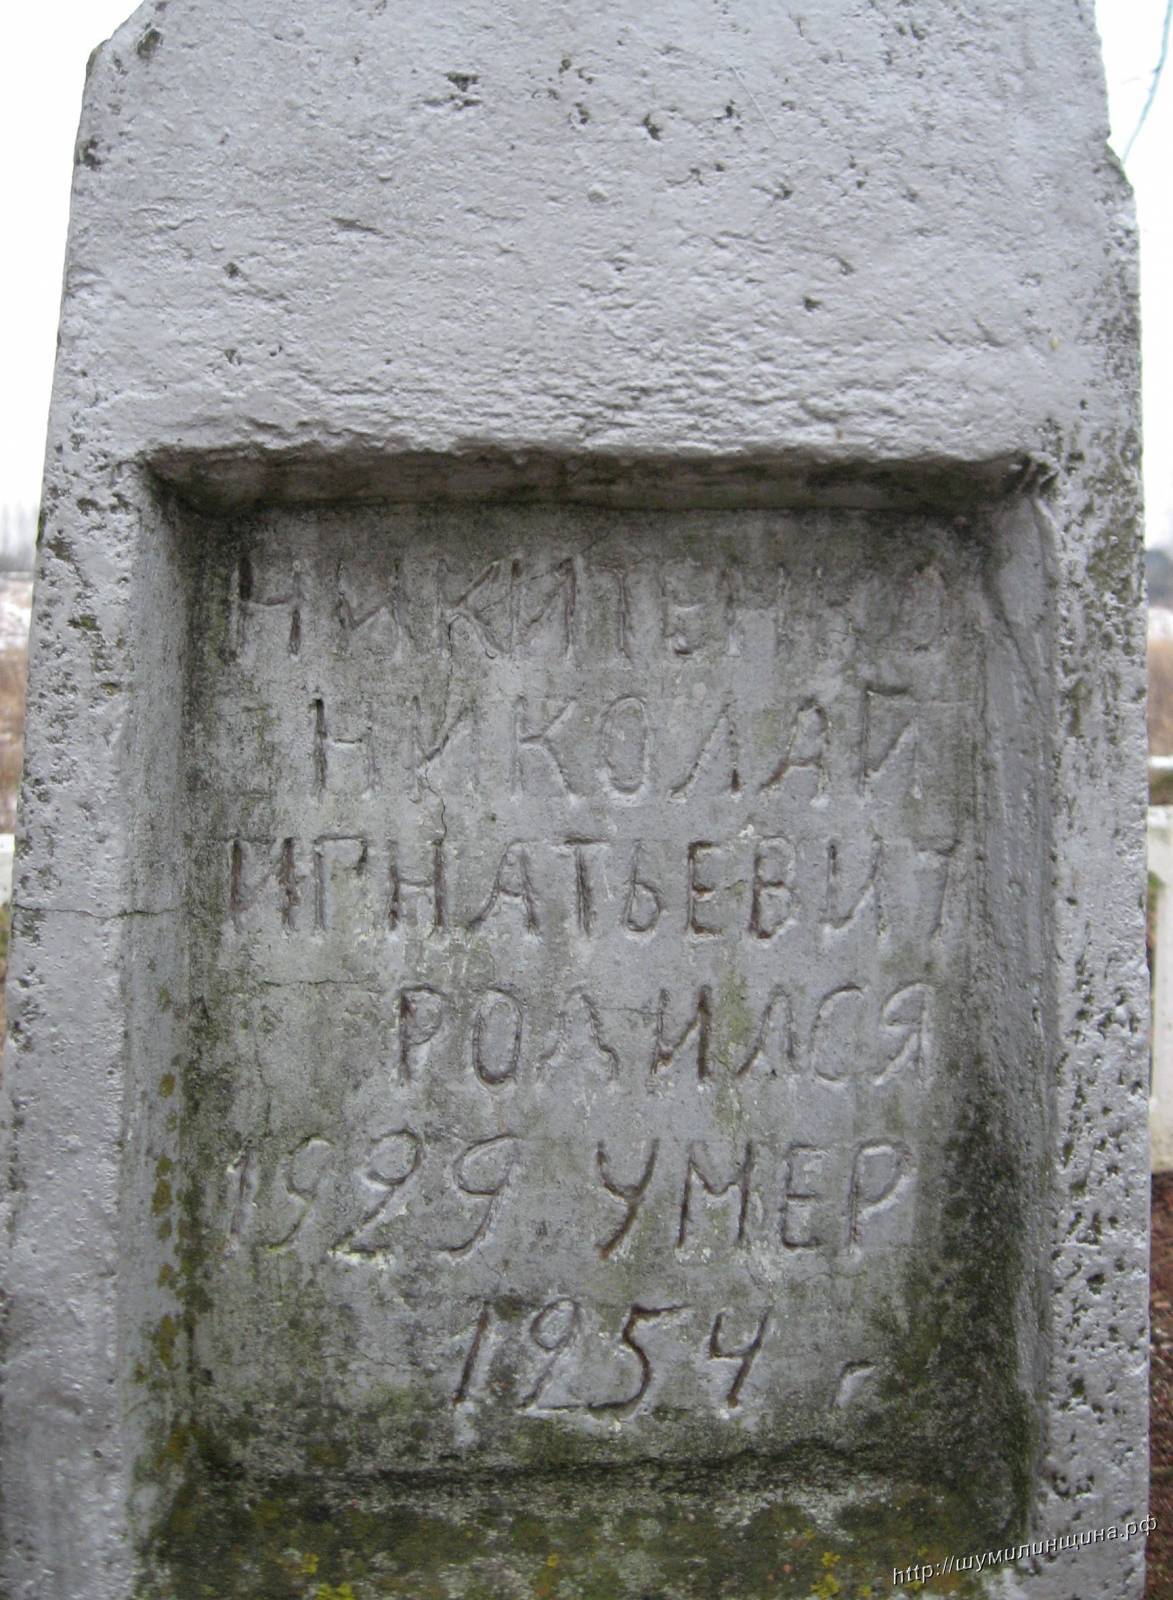 НИКИТЕНКО
НИКОЛАЙ
ИГНАТЬЕВИЧ
РОДИЛСЯ
1929 УМЕР
1954 г
http://шумилинщина.рф